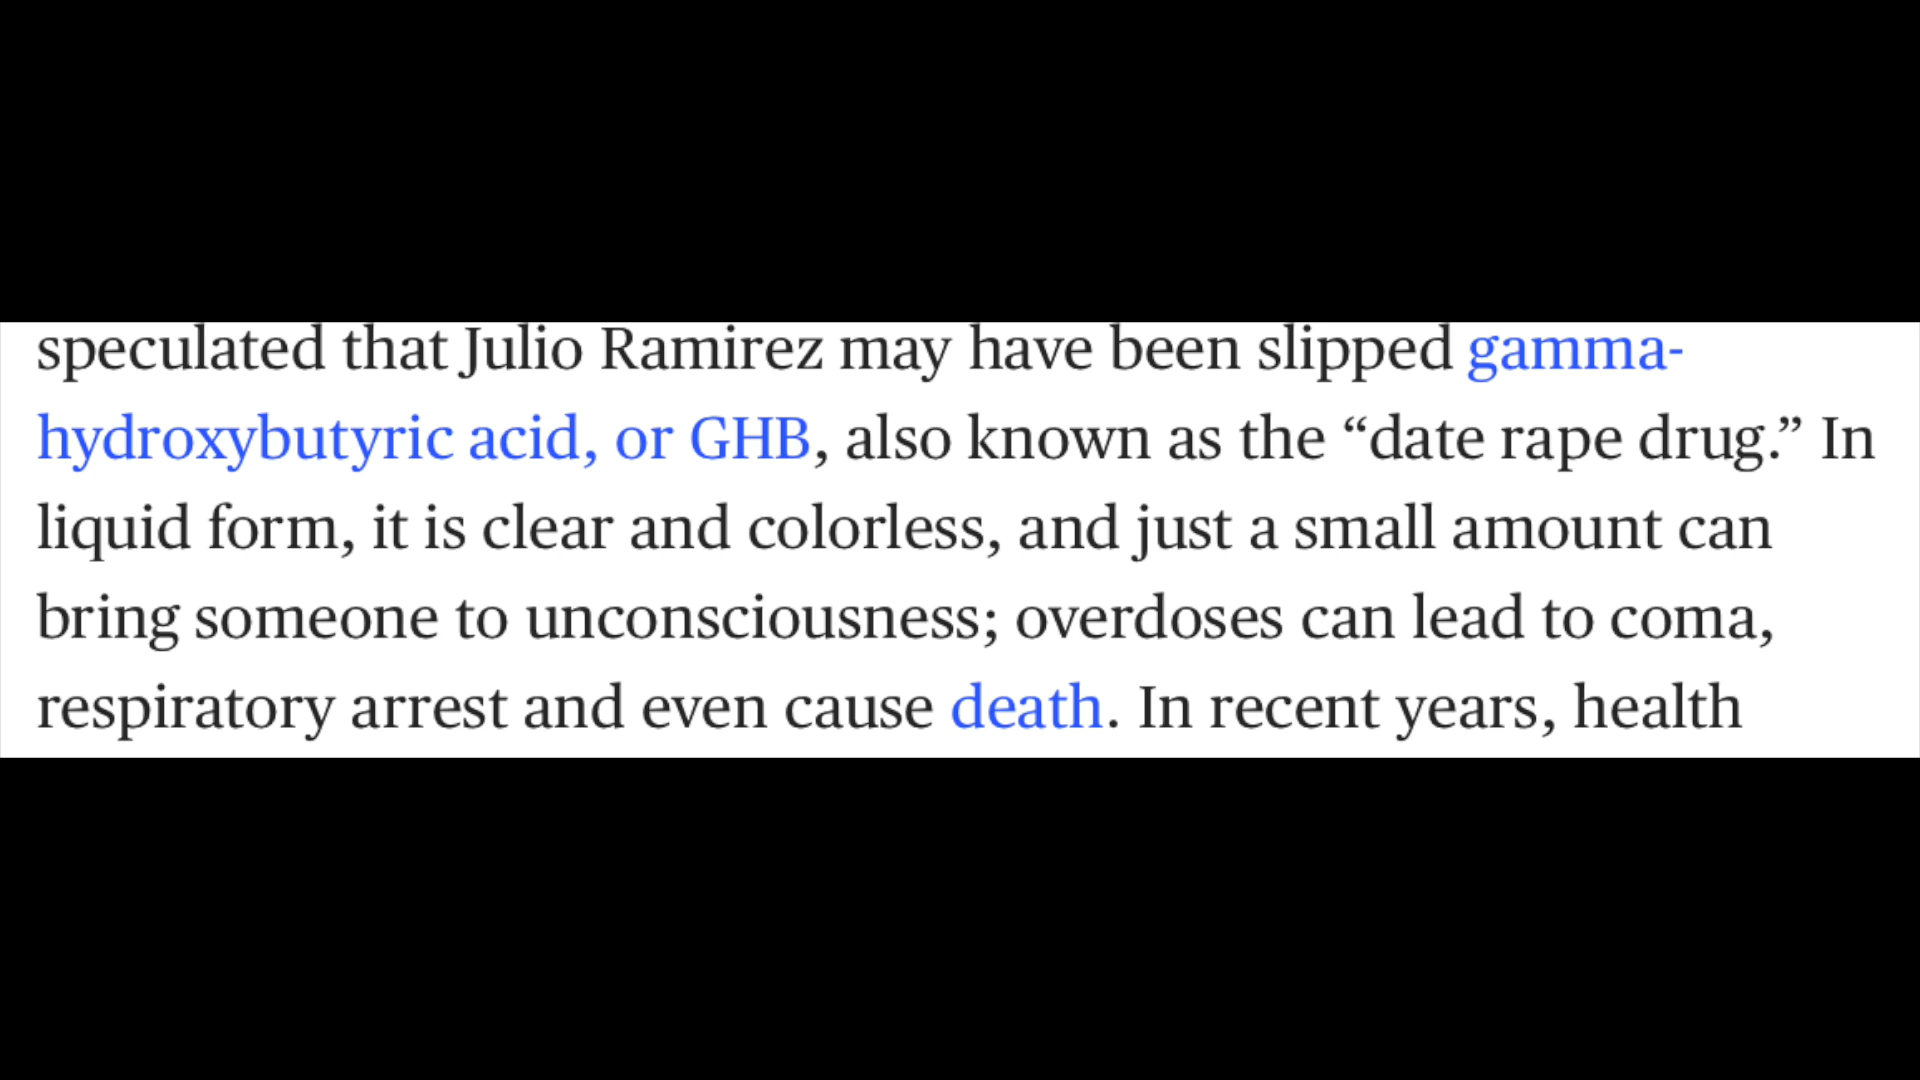 speculated that Julio Ramirez may have been slipped gamma-
hydroxybutyric acid, or GHB, also known as the “date rape drug.” In
liquid form, it is clear and colorless, and just a small amount can
bring someone to unconsciousness; overdoses can lead to coma,
respiratory arrest and even cause death. In recent years, health